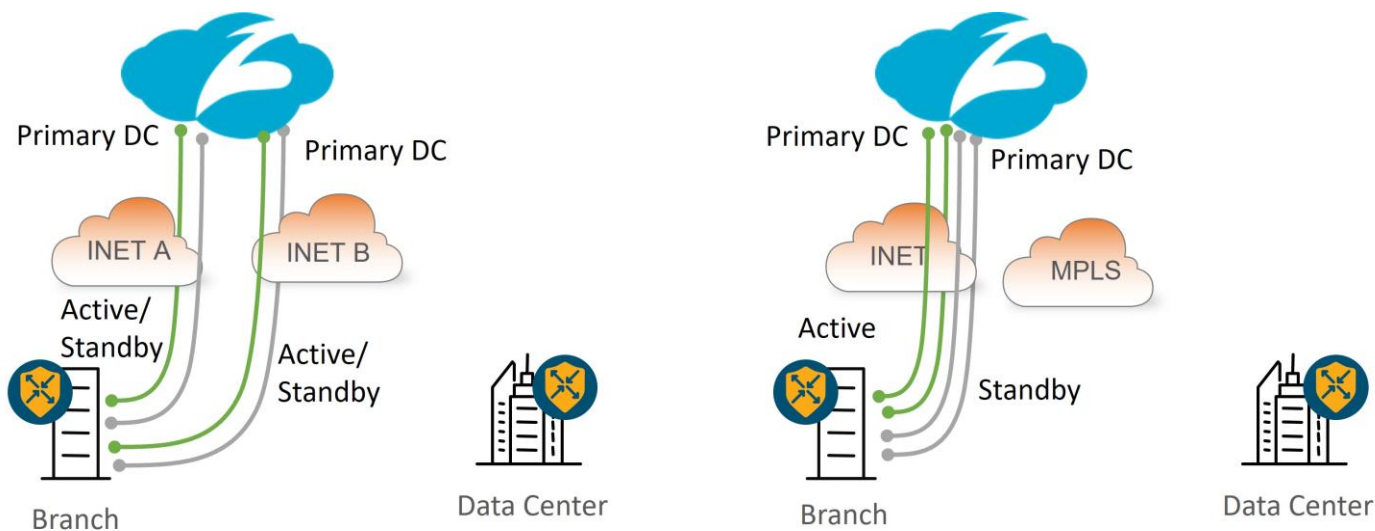 Primary DC
Primary DC
INET A
INET B
Active/
Standby
Active/
Standby
Branch
Data Center
Primary DC
Primary DC
INET
MPLS
Active
Standby
Branch
Data Center